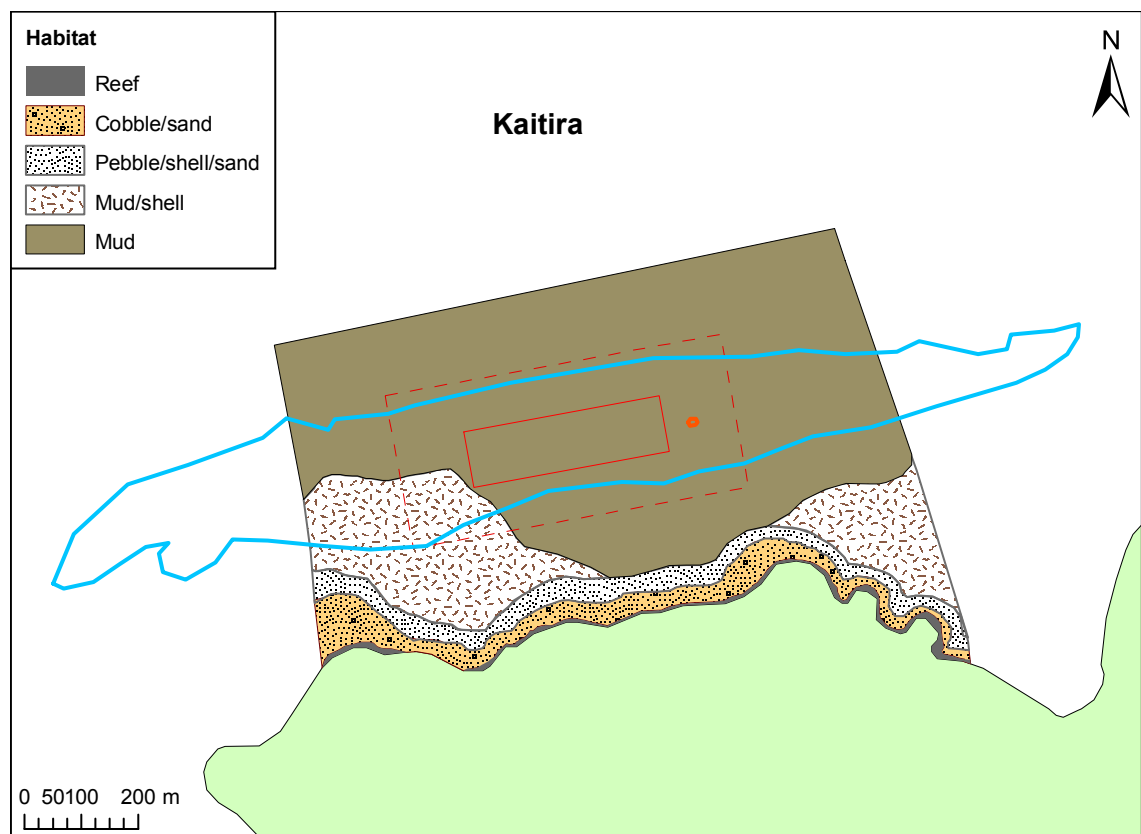 Habitat
Reef
Cobble/sand
Pebble/shell/sand
Mud/shell
Mud
Kaitira
N
0 50100 200 m